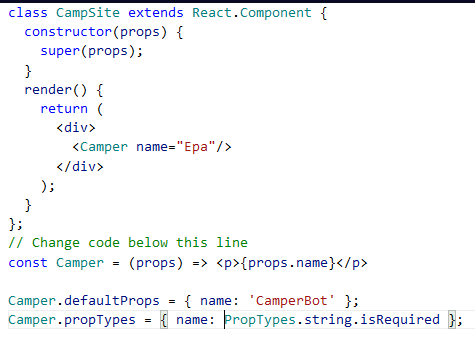 class CampSite extends React.Component {
  constructor(props) {
    super(props);
  }
  render() {
    return (
      <div>
        <Camper name="Epa"/>
      </div>
    );
  }
};
// Change code below this line
const Camper = (props) => <p>{props.name}</p>

Camper.defaultProps = { name: 'CamperBot' };
Camper.propTypes = { name: PropTypes.string.isRequired };